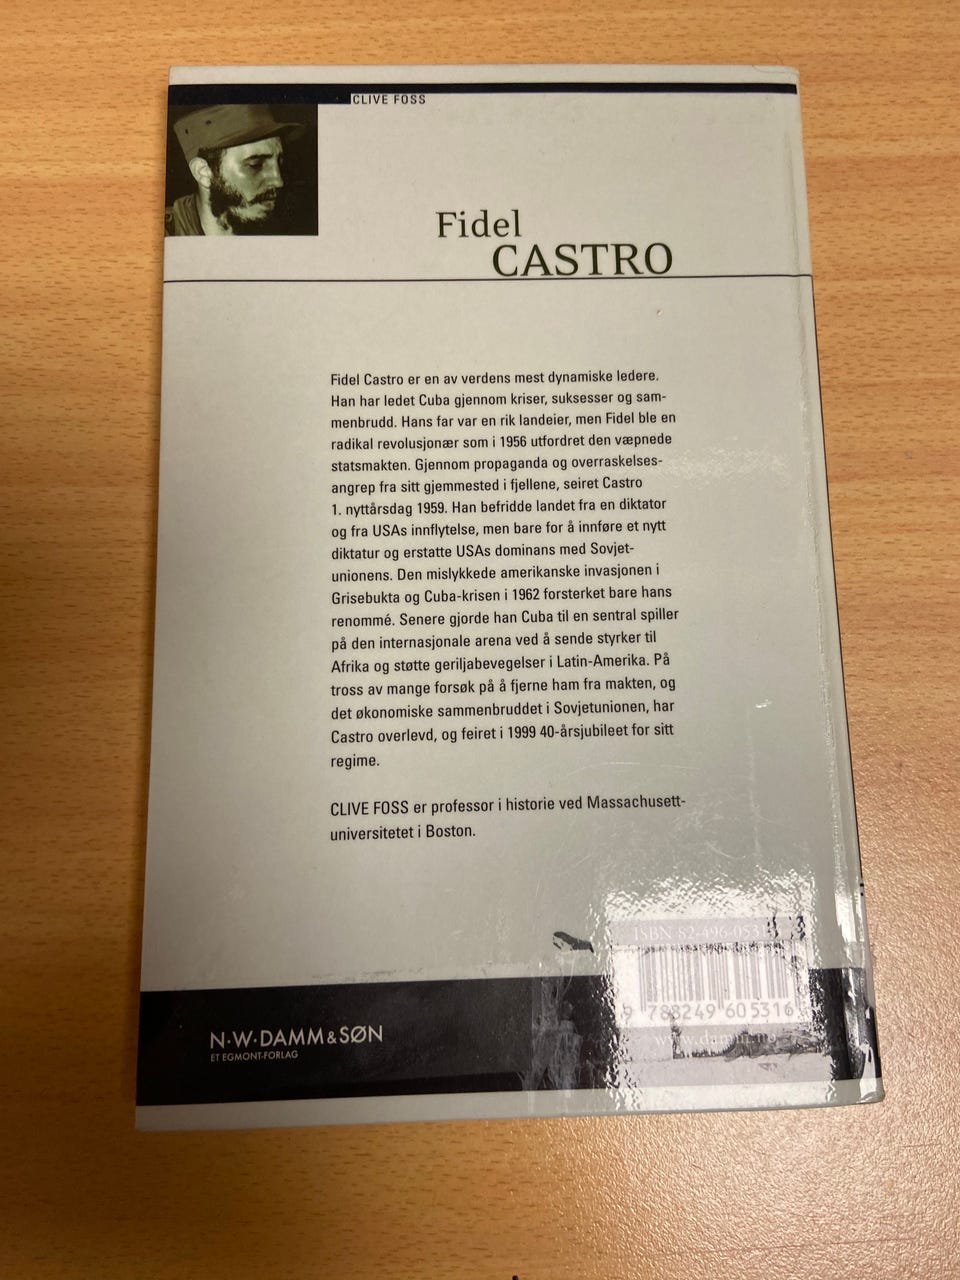 CLIVE FOSS
Fidel
CASTRO
Fidel Castro er en av verdens mest dynamiske ledere.
Han har ledet Cuba gjennom kriser, suksesser og sam-
menbrudd. Hans far var en rik landeier, men Fidel ble en
radikal revolusjonær som i 1956 utfordret den væpnede
statsmakten. Gjennom propaganda og overraskelses-
angrep fra sitt gjemmested i fjellene, seiret Castro
1. nyttårsdag 1959. Han befridde landet fra en diktator
og fra USAs innflytelse, men bare for å innføre et nytt
diktatur og erstatte USAs dominans med Sovjet-
unionens. Den mislykkede amerikanske invasjonen i
Grisebukta og Cuba-krisen i 1962 forsterket bare hans
renommé. Senere gjorde han Cuba til en sentral spiller
på den internasjonale arena ved å sende styrker til
Afrika og støtte geriljabevegelser i Latin-Amerika. På
tross av mange forsøk på å fjerne ham fra makten, og
det økonomiske sammenbruddet i Sovjetunionen, har
Castro overlevd, og feiret i 1999 40-årsjubileet for sitt
regime.
CLIVE FOSS er professor i historie ved Massachusett-
universitetet i Boston.
ISBN
9 788249 605316
N·W·DAMM & SØN
ET EGMONT-FORLAG